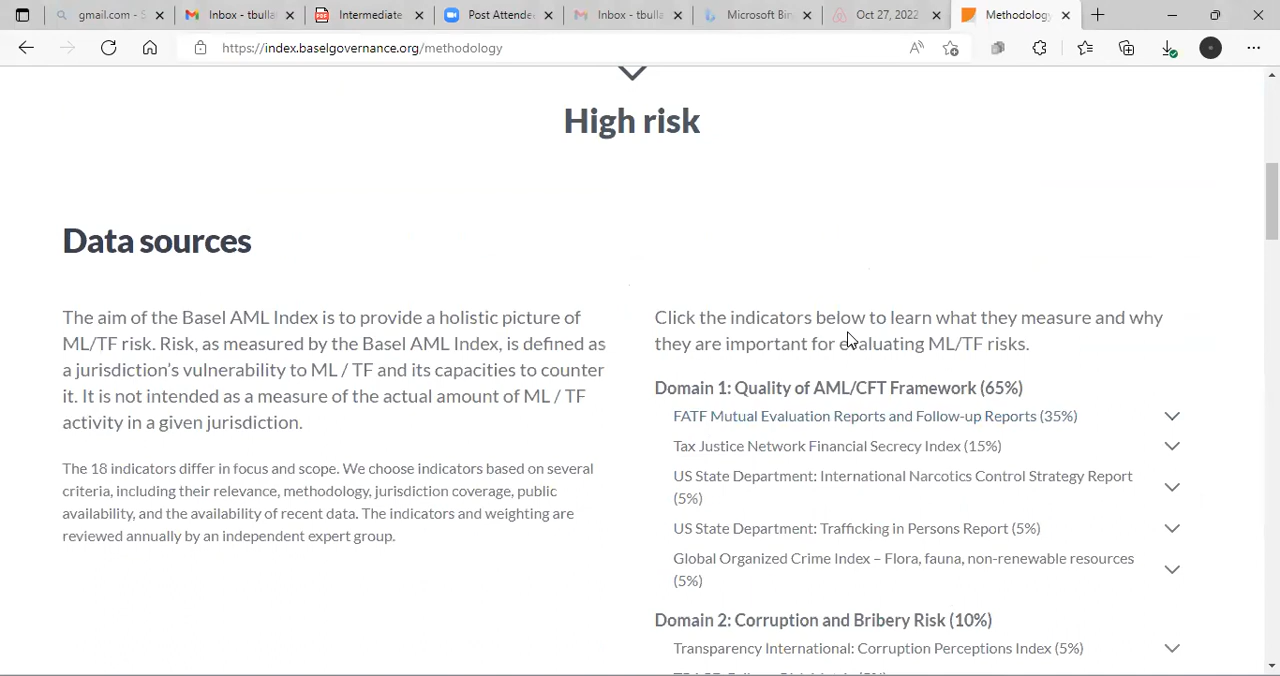 gmail.com - S
Inbox - tbulla
Intermediate
Post Attende
Inbox - tbulla
Microsoft Bin
Oct 27, 2022
Methodology
https://index.baselgovernance.org/methodology
High risk
Data sources
The aim of the Basel AML Index is to provide a holistic picture of
ML/TF risk. Risk, as measured by the Basel AML Index, is defined as
a jurisdiction's vulnerability to ML / TF and its capacities to counter
it. It is not intended as a measure of the actual amount of ML / TF
activity in a given jurisdiction.
The 18 indicators differ in focus and scope. We choose indicators based on several
criteria, including their relevance, methodology, jurisdiction coverage, public
availability, and the availability of recent data. The indicators and weighting are
reviewed annually by an independent expert group.
Click the indicators below to learn what they measure and why
they are important for evaluating ML/TF risks.
Domain 1: Quality of AML/CFT Framework (65%)
FATF Mutual Evaluation Reports and Follow-up Reports (35%)
Tax Justice Network Financial Secrecy Index (15%)
US State Department: International Narcotics Control Strategy Report
(5%)
US State Department: Trafficking in Persons Report (5%)
Global Organized Crime Index – Flora, fauna, non-renewable resources
(5%)
Domain 2: Corruption and Bribery Risk (10%)
Transparency International: Corruption Perceptions Index (5%)